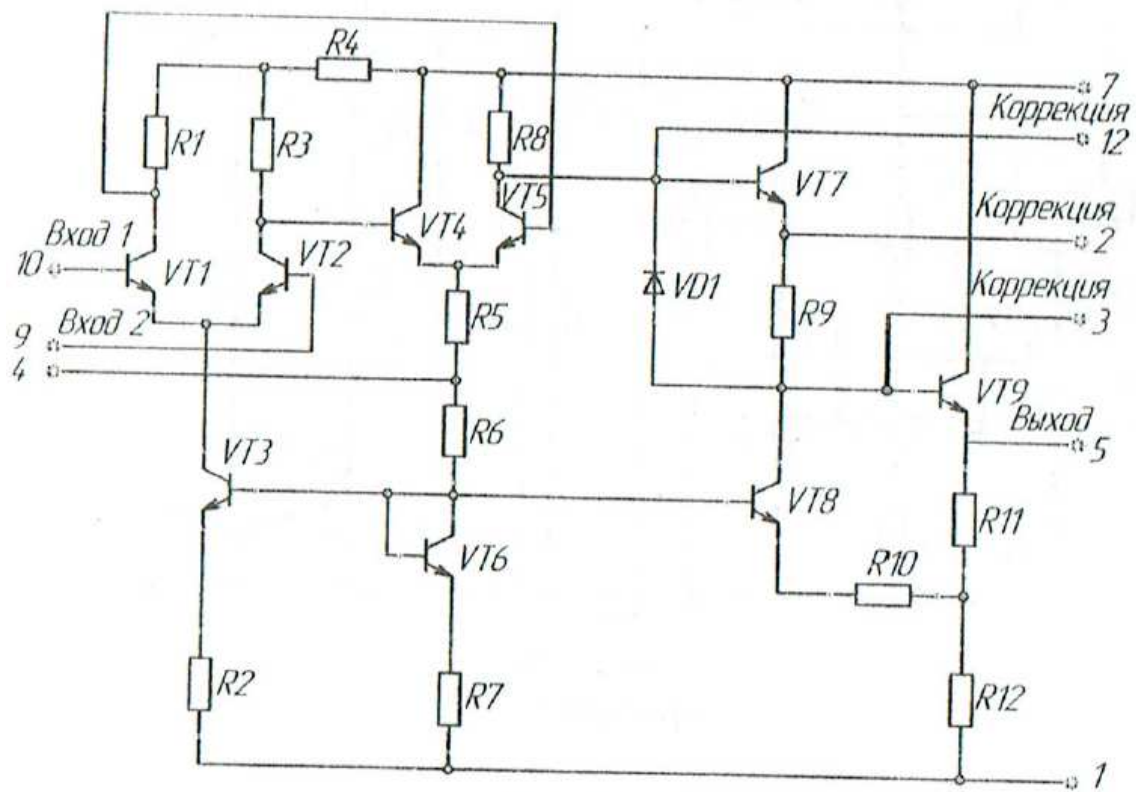 R4
7
Коррекция
12
R1
R3
R8
VT7
Коррекция
2
VT4
VT5
Вход 1
10
VT1
VT2
VD1
R9
Коррекция
3
R5
9
Вход 2
4
VT9
Выход
5
R6
VT3
VT8
R11
VT6
R10
R2
R7
R12
1